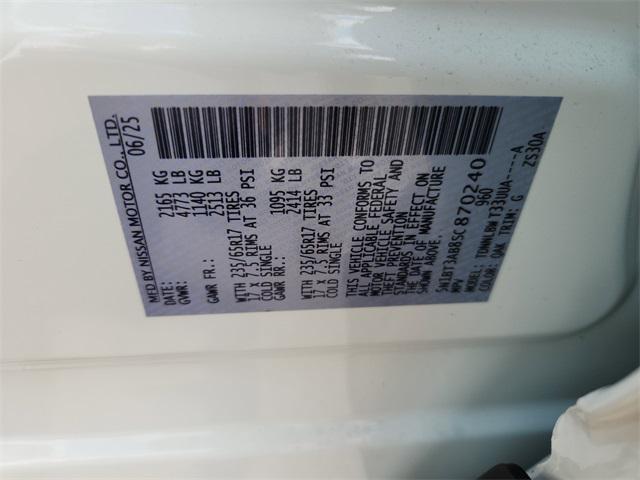 MFD BY NISSAN MOTOR CO., LTD.
DATE: 06/25
GVWR: 2165 KG
4773 LB
GAWR FR.: 1140 KG
2513 LB
WITH 235/65R17 TIRES
17 X 7.5 RIMS AT 36 PSI
COLD SINGLE
GAWR RR.: 1095 KG
2414 LB
WITH 235/65R17 TIRES
17 X 7.5 RIMS AT 33 PSI
COLD SINGLE
THIS VEHICLE CONFORMS TO
ALL APPLICABLE FEDERAL
MOTOR VEHICLE SAFETY AND
THEFT PREVENTION
STANDARDS IN EFFECT ON
THE DATE OF MANUFACTURE
SHOWN ABOVE.
5N1BT3AB8SC870240
MPV 960
MODEL: T33UUA----A
COLOR: QAK TRIM: G ZS30A